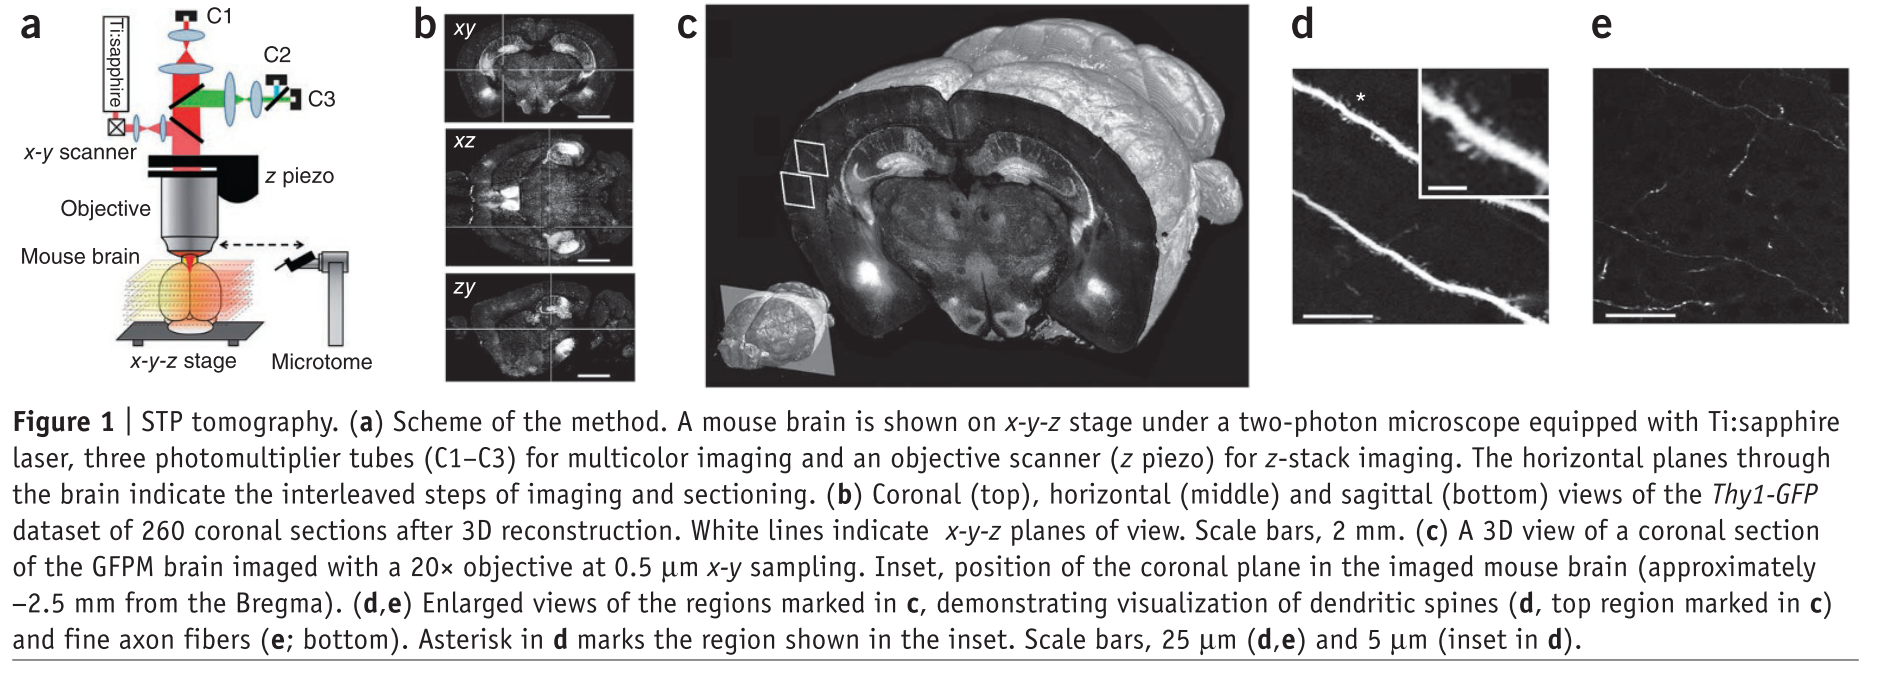 a
Ti:sappphire
C1
C2
C3
x-y scanner
z piezo
Objective
Mouse brain
x-y-z stage
Microtome
b
xy
xz
zy
c
d
*
e
Figure 1 | STP tomography. (a) Scheme of the method. A mouse brain is shown on x-y-z stage under a two-photon microscope equipped with Ti:sapphire
laser, three photomultiplier tubes (C1–C3) for multicolor imaging and an objective scanner (z piezo) for z-stack imaging. The horizontal planes through
the brain indicate the interleaved steps of imaging and sectioning. (b) Coronal (top), horizontal (middle) and sagittal (bottom) views of the Thy1-GFP
dataset of 260 coronal sections after 3D reconstruction. White lines indicate x-y-z planes of view. Scale bars, 2 mm. (c) A 3D view of a coronal section
of the GFPM brain imaged with a 20× objective at 0.5 μm x-y sampling. Inset, position of the coronal plane in the imaged mouse brain (approximately
–2.5 mm from the Bregma). (d,e) Enlarged views of the regions marked in c, demonstrating visualization of dendritic spines (d, top region marked in c)
and fine axon fibers (e; bottom). Asterisk in d marks the region shown in the inset. Scale bars, 25 μm (d,e) and 5 μm (inset in d).